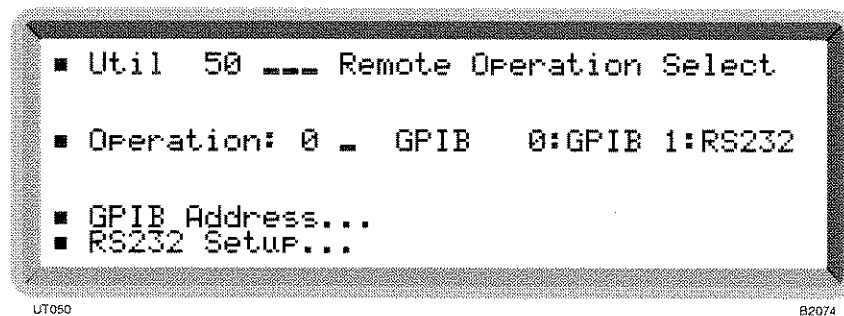 ■ Util 50 ___ Remote Operation Select
■ Operation: 0 _ GPIB 0:GPIB 1:RS232
■ GPIB Address...
■ RS232 Setup...
UT050 B2074